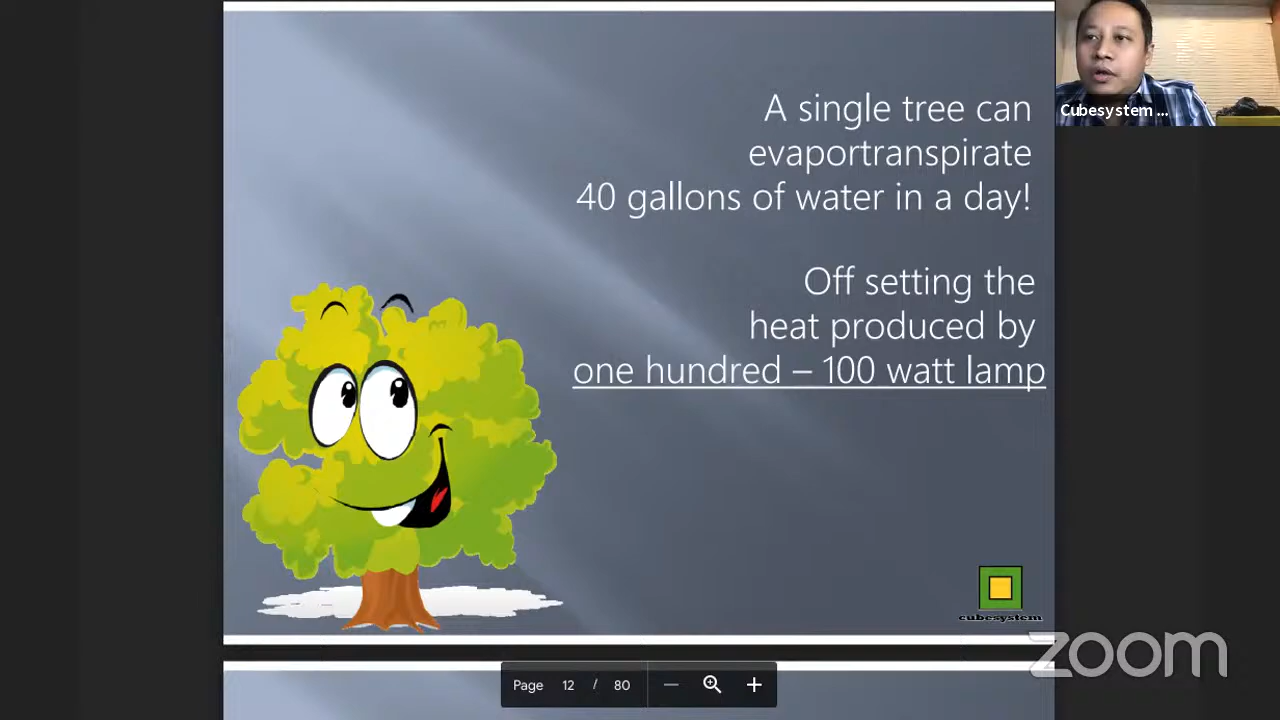 A single tree can
evaportranspirate
40 gallons of water in a day!
Off setting the
heat produced by
one hundred – 100 watt lamp
cubesystem
Cubesystem ...
zoom
Page 12 / 80